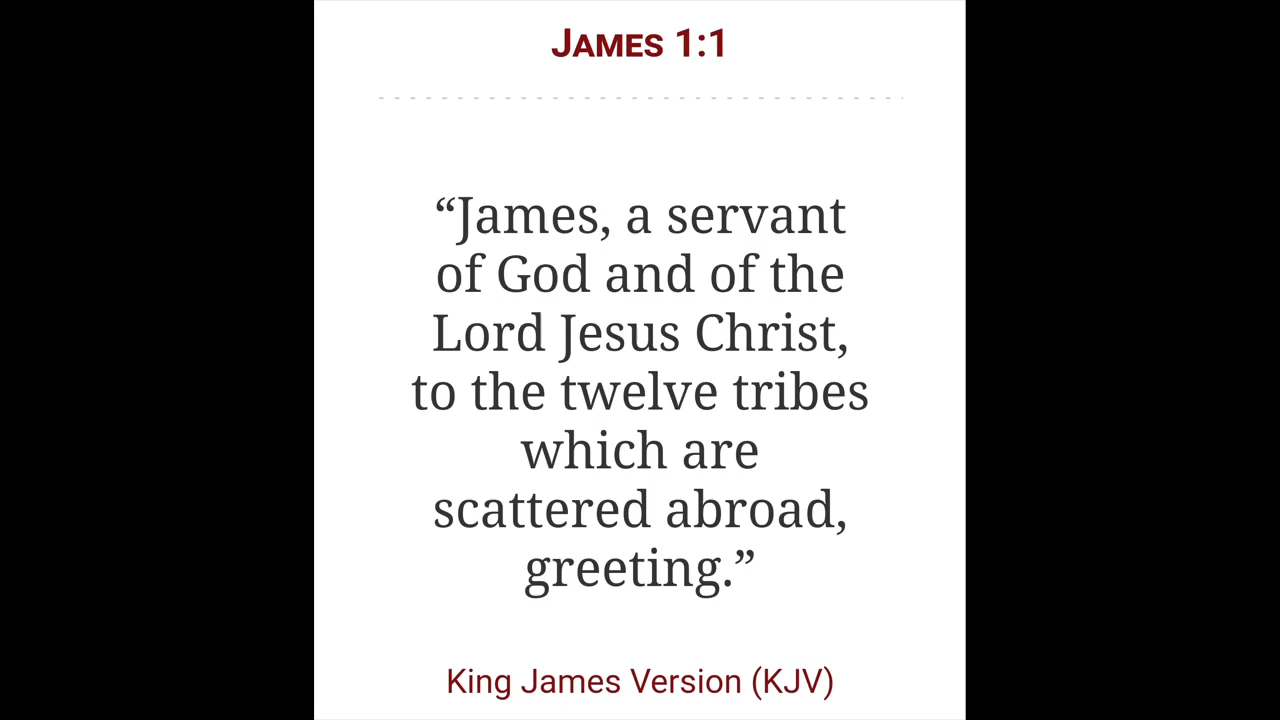 James 1:1
“James, a servant
of God and of the
Lord Jesus Christ,
to the twelve tribes
which are
scattered abroad,
greeting.”
King James Version (KJV)